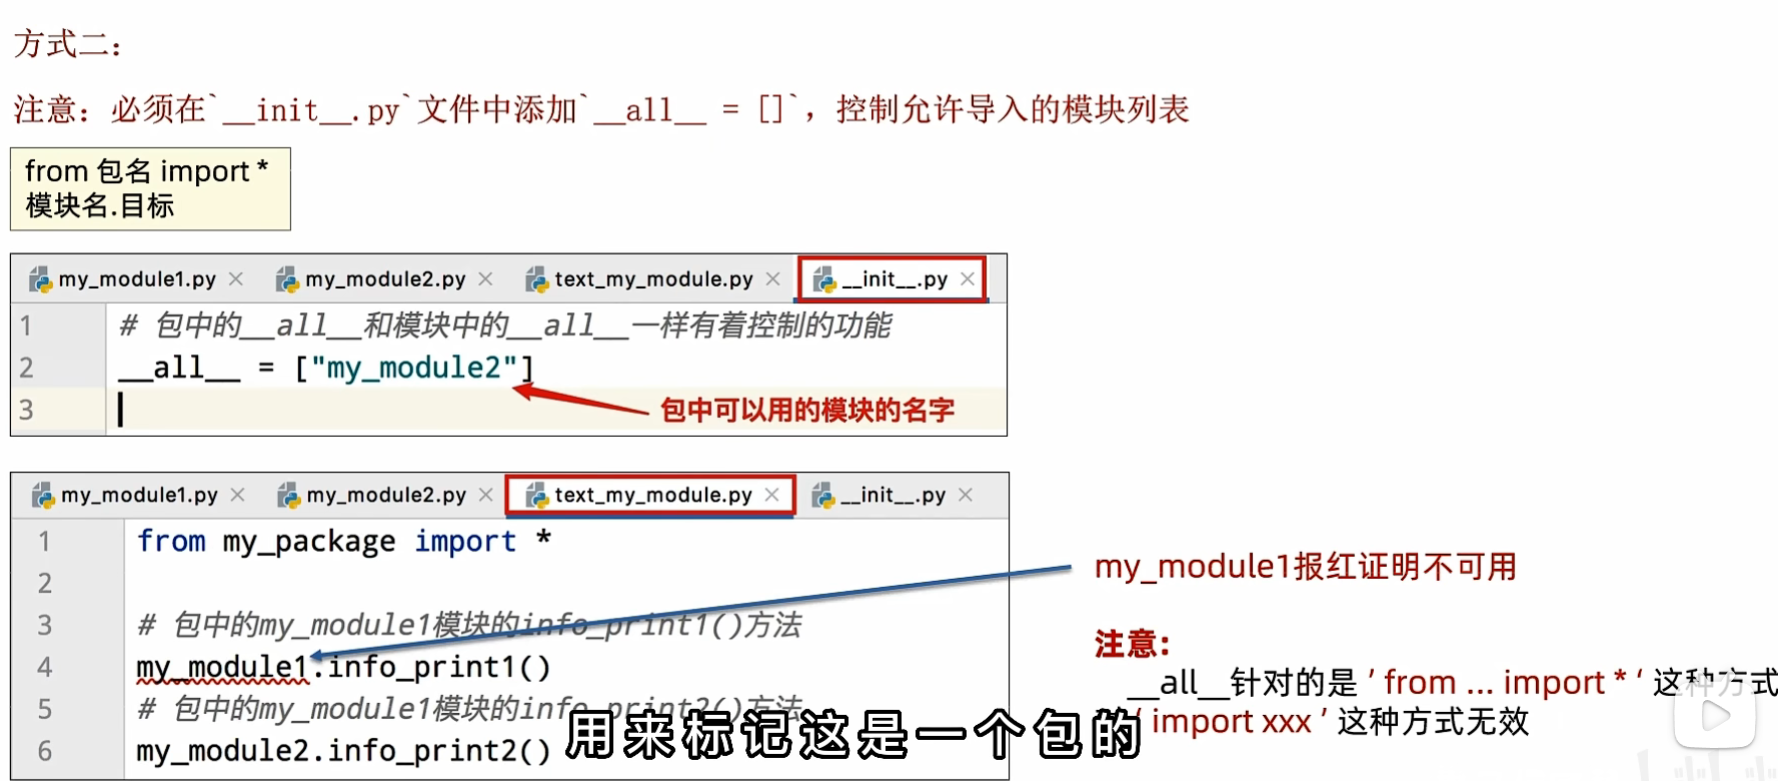 方式二：
注意：必须在`__init__.py`文件中添加`__all__ = []`，控制允许导入的模块列表
from 包名 import *
模块名.目标
my_module1.py × my_module2.py × text_my_module.py × __init__.py ×
1 # 包中的__all__和模块中的__all__一样有着控制的功能
2 __all__ = ["my_module2"]
3
包中可以用的模块的名字
my_module1.py × my_module2.py × text_my_module.py × __init__.py ×
1 from my_package import *
2
3 # 包中的my_module1模块的info_print1()方法
4 my_module1.info_print1()
5 # 包中的my_module1模块的info_print2()方法
6 my_module2.info_print2()
my_module1报红证明不可用
注意:
__all__针对的是 ’ from ... import * ‘ 这种方式
‘ import xxx ’ 这种方式无效
用来标记这是一个包的